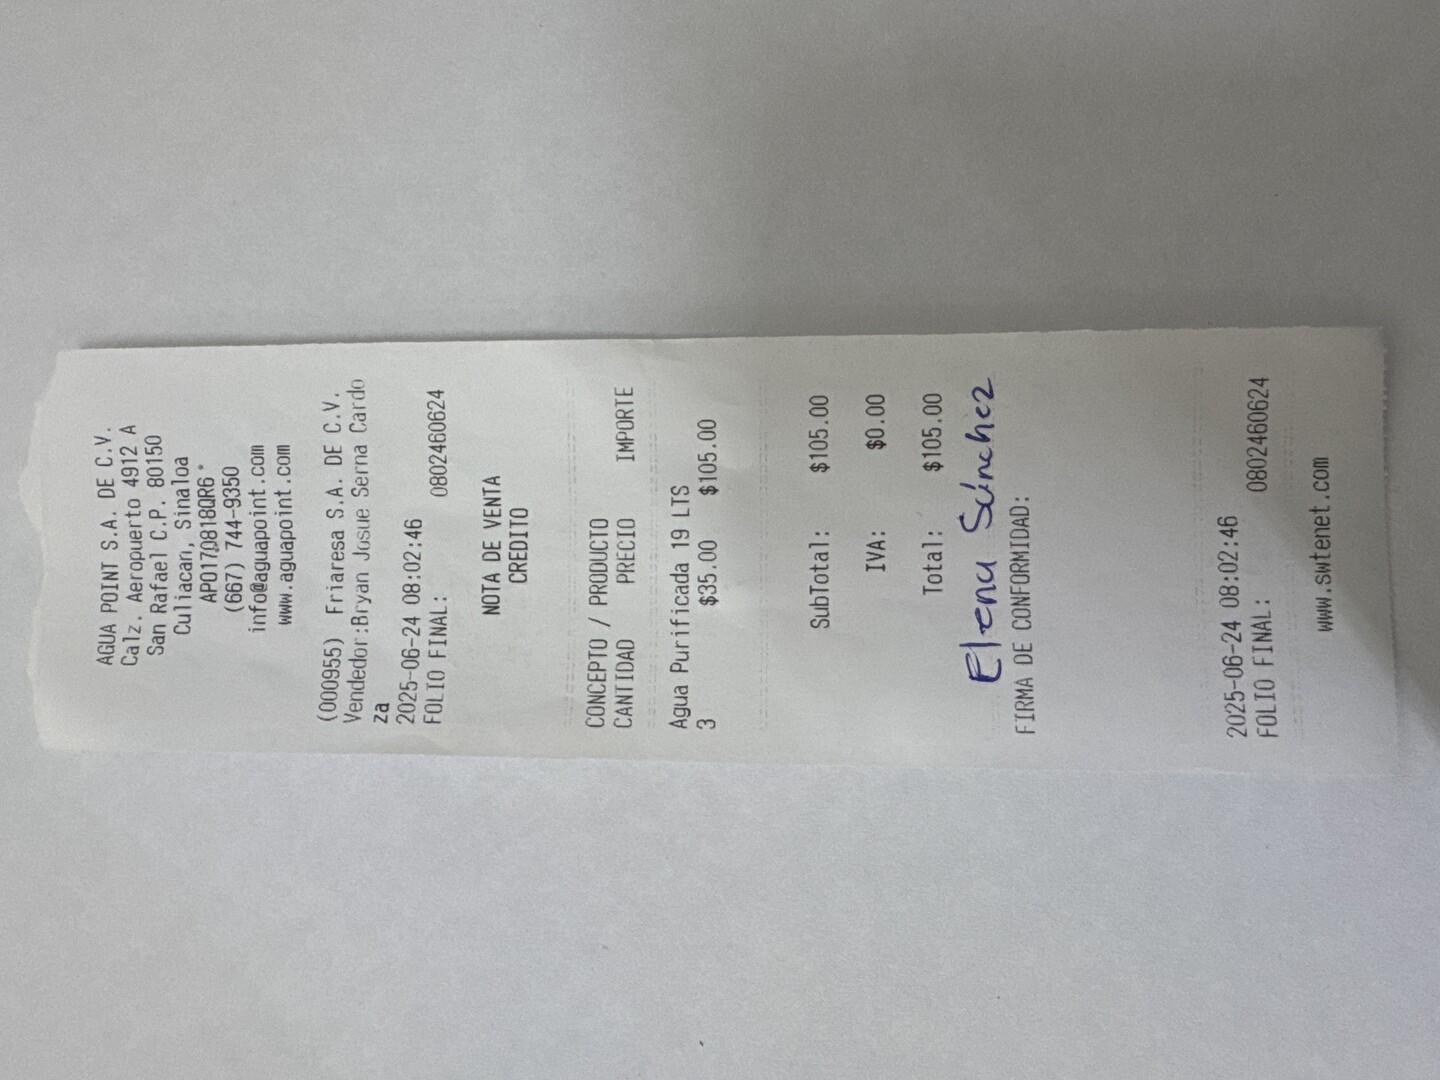 AGUA POINT S.A. DE C.V.
Calz. Aeropuerto 4912 A
San Rafael C.P. 80150
Culiacan, Sinaloa
APO170818QR6
(667) 744-9350
info@aguapoint.com
www.aguapoint.com
(000955) Friaresa S.A. DE C.V.
Vendedor:Bryan Josue Serna Cardo
za
2025-06-24 08:02:46
FOLIO FINAL: 0802460624
NOTA DE VENTA
CREDITO
CONCEPTO / PRODUCTO
CANTIDAD PRECIO IMPORTE
Agua Purificada 19 LTS
3 $35.00 $105.00
SubTotal: $105.00
IVA: $0.00
Total: $105.00
Elena Sánchez
FIRMA DE CONFORMIDAD:
2025-06-24 08:02:46
FOLIO FINAL: 0802460624
www.swtenet.com